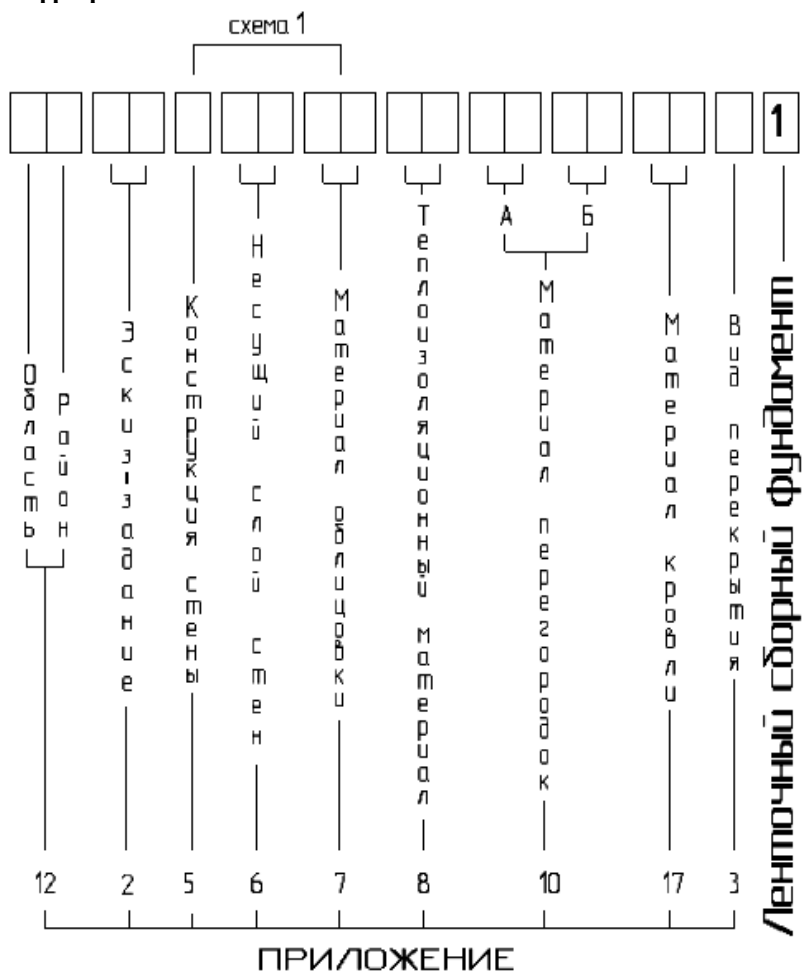 схема 1
1
Область
Район
Эскиз-задание
Конструкция стены
Несущий слой стен
Материал облицовки
Теплоизоляционный материал
А
Б
Материал перегородок
Материал кровли
Вид перекрытия
Ленточный сборный фундамент
12 2 5 6 7 8 10 17 3
ПРИЛОЖЕНИЕ